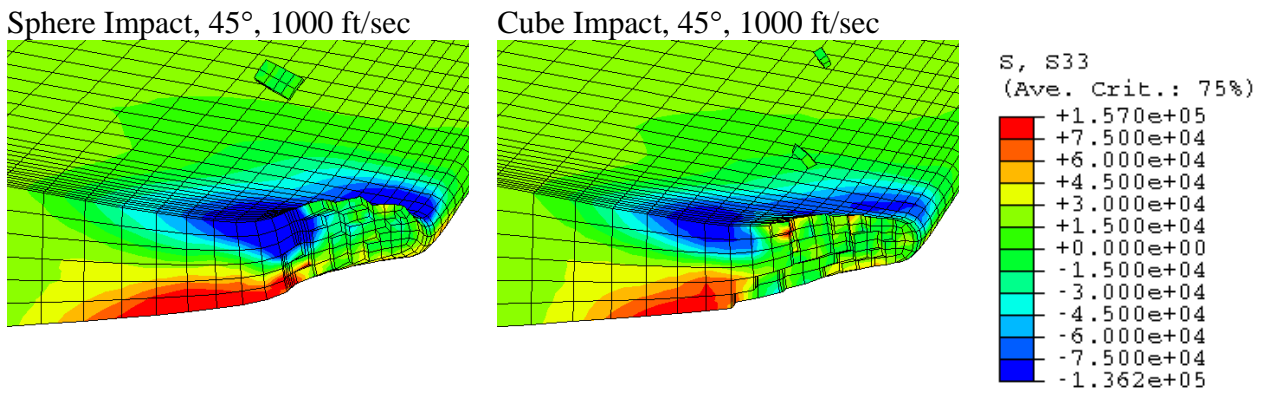 Sphere Impact, 45°, 1000 ft/sec
Cube Impact, 45°, 1000 ft/sec
S, S33
(Ave. Crit.: 75%)
+1.570e+05
+7.500e+04
+6.000e+04
+4.500e+04
+3.000e+04
+1.500e+04
+0.000e+00
-1.500e+04
-3.000e+04
-4.500e+04
-6.000e+04
-7.500e+04
-1.362e+05